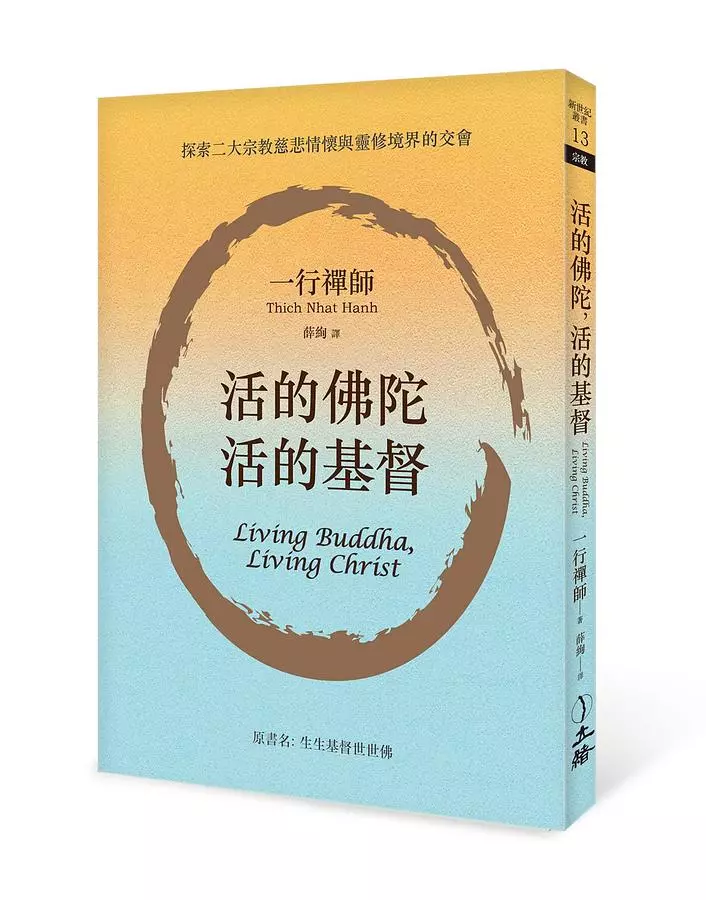 探索二大宗教慈悲情懷與靈修境界的交會
一行禪師
Thich Nhat Hanh
薛絢 譯
活的佛陀
活的基督
Living Buddha,
Living Christ
原書名: 生生基督世世佛
新世紀
叢書
13
宗教
活的佛陀，活的基督
Living Buddha,
Living Christ
一行禪師—著
薛絢—譯
立緒